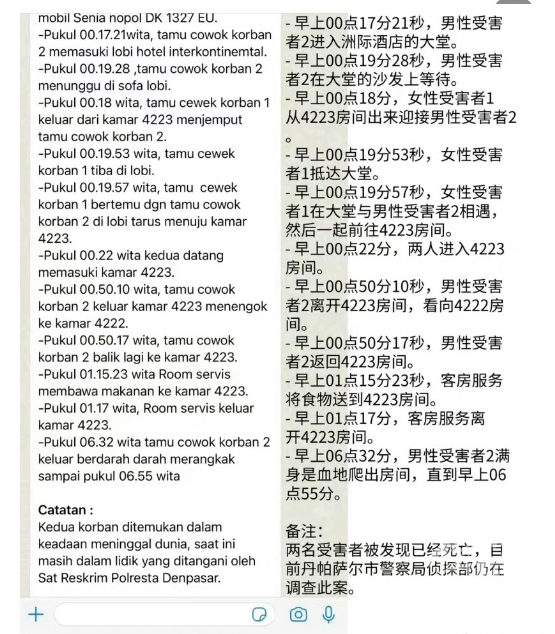 mobil Senia nopol DK 1327 EU.
-Pukul 00.17.21wita, tamu cowok korban
2 memasuki lobi hotel interkontinemtal.
-Pukul 00.19.28 ,tamu cowok korban 2
menunggu di sofa lobi.
-Pukul 00.18 wita, tamu cewek korban 1
keluar dari kamar 4223 menjemput
tamu cowok korban 2.
-Pukul 00.19.53 wita, tamu cewek
korban 1 tiba di lobi.
-Pukul 00.19.57 wita, tamu cewek
korban 1 bertemu dgn tamu cowok
korban 2 di lobi tarus menuju kamar
4223.
-Pukul 00.22 wita kedua datang
memasuki kamar 4223.
-Pukul 00.50.10 wita, tamu cowok
korban 2 keluar kamar 4223 menengok
ke kamar 4222.
-Pukul 00.50.17 wita, tamu cowok
korban 2 balik lagi ke kamar 4223.
-Pukul 01.15.23 wita Room servis
membawa makanan ke kamar 4223.
-Pukul 01.17 wita, Room servis keluar
kamar 4223.
-Pukul 06.32 wita tamu cowok korban 2
keluar berdarah darah merangkak
sampai pukul 06.55 wita
Catatan :
Kedua korban ditemukan dalam
keadaan meninggal dunia, saat ini
masih dalam lidik yang ditangani oleh
Sat Reskrim Polresta Denpasar.
- 早上00点17分21秒，男性受害
者2进入洲际酒店的大堂。
- 早上00点19分28秒，男性受害
者2在大堂的沙发上等待。
- 早上00点18分，女性受害者1
从4223房间出来迎接男性受害者2
。
- 早上00点19分53秒，女性受害
者1抵达大堂。
- 早上00点19分57秒，女性受害
者1在大堂与男性受害者2相遇，
然后一起前往4223房间。
- 早上00点22分，两人进入4223
房间。
- 早上00点50分10秒，男性受害
者2离开4223房间，看向4222房
间。
- 早上00点50分17秒，男性受害
者2返回4223房间。
- 早上01点15分23秒，客房服务
将食物送到4223房间。
- 早上01点17分，客房服务离
开4223房间。
- 早上06点32分，男性受害者2满
身是血地爬出房间，直到早上06
点55分。
备注：
两名受害者被发现已经死亡，目
前丹帕萨尔市警察局侦探部仍在
调查此案。